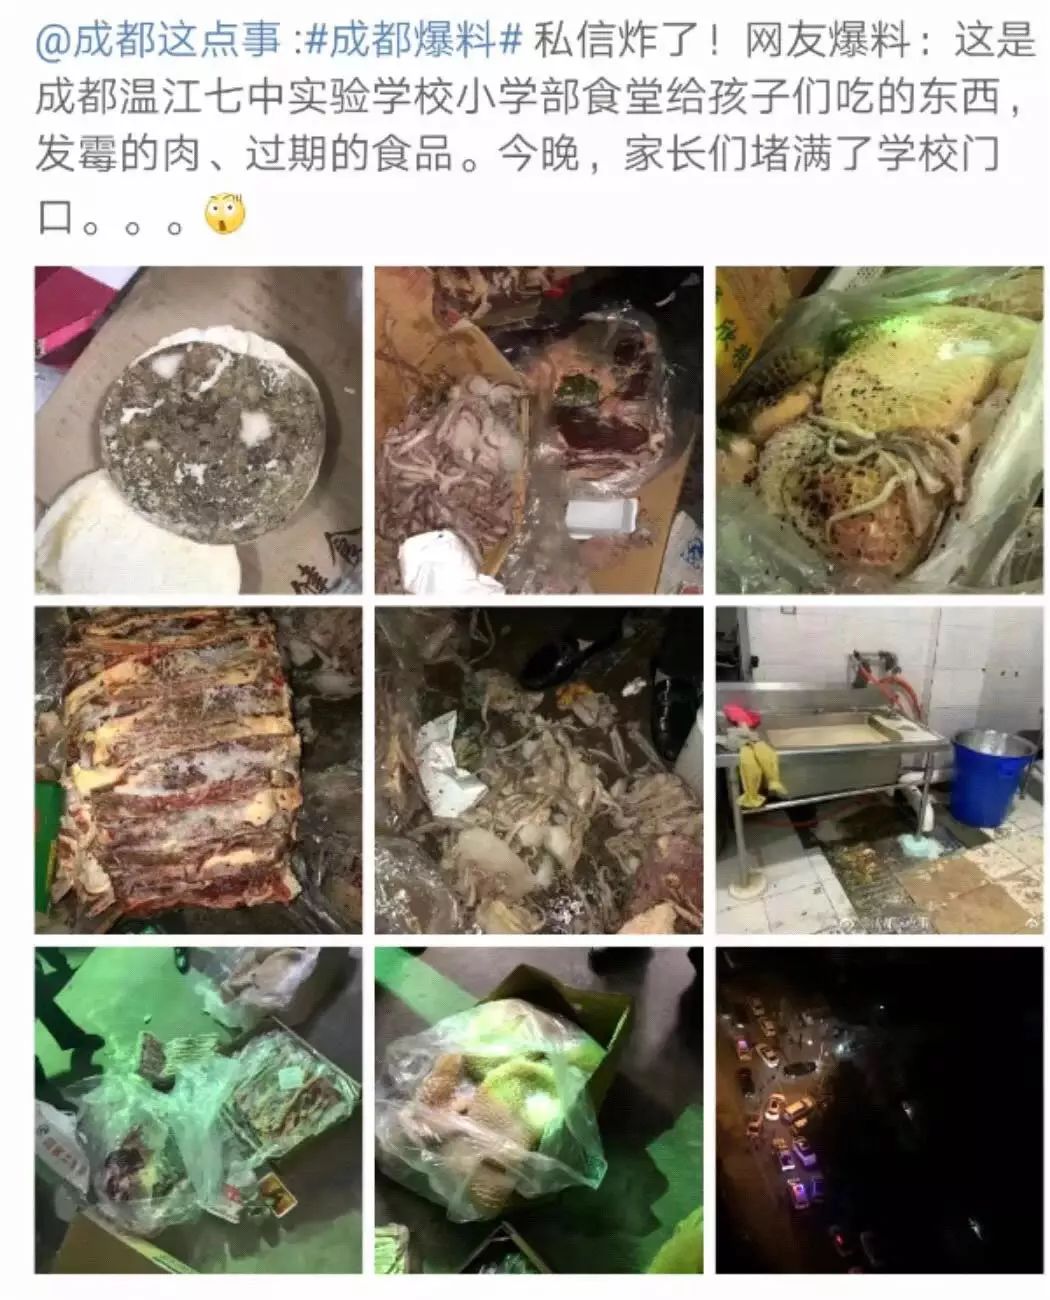 @成都这点事 :#成都爆料# 私信炸了！网友爆料：这是
成都温江七中实验学校小学部食堂给孩子们吃的东西，
发霉的肉、过期的食品。今晚，家长们堵满了学校门
口。。。